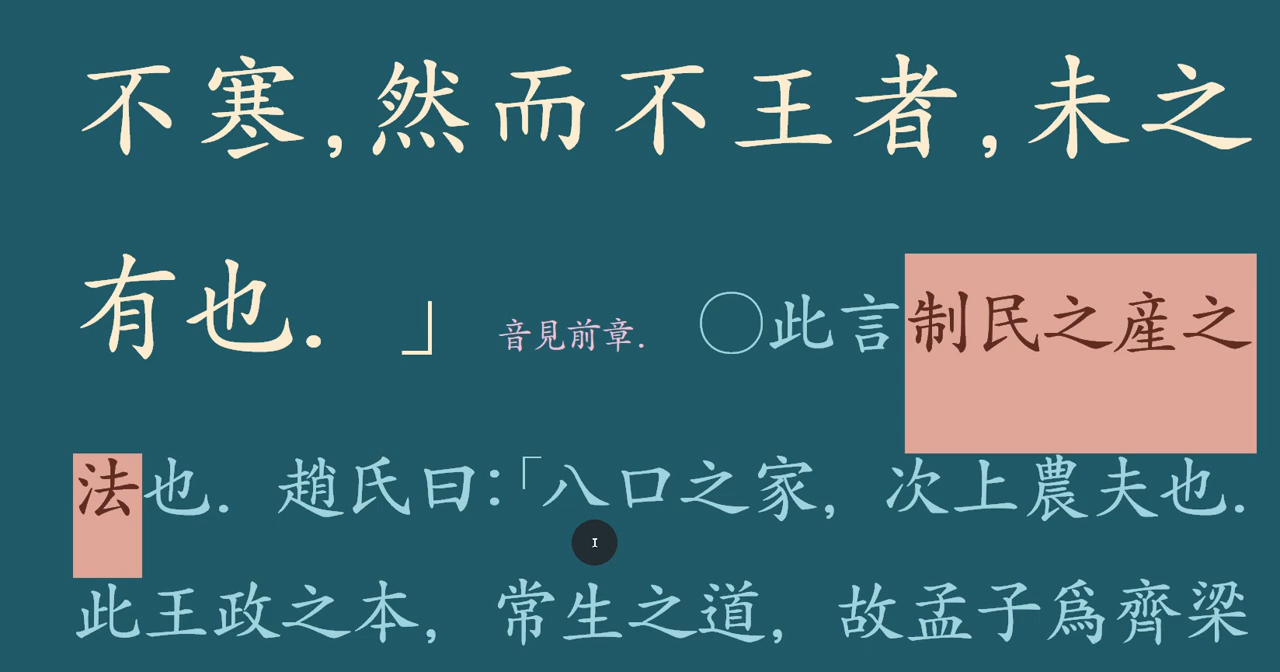 不寒,然而不王者,未之
有也.」音見前章. ○此言制民之産之
法也. 趙氏曰:「八口之家, 次上農夫也.
此王政之本, 常生之道, 故孟子爲齊梁